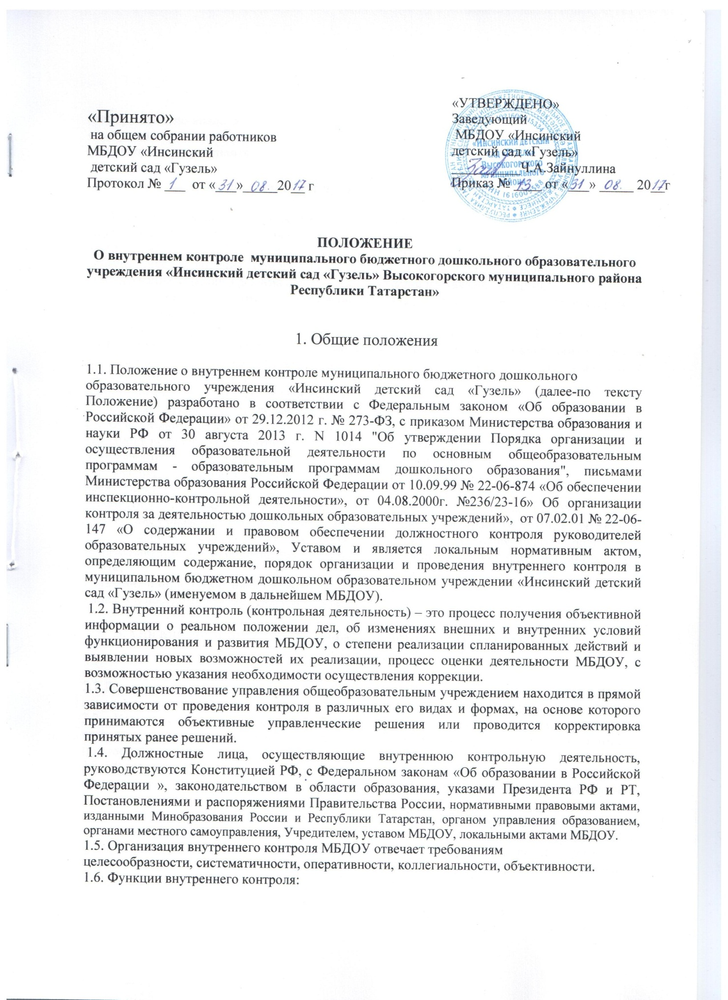 «Принято»
на общем собрании работников
МБДОУ «Инсинский
детский сад «Гузель»
Протокол № 1 от «31» 08. 2017 г
«УТВЕРЖДЕНО»
Заведующий
МБДОУ «Инсинский
детский сад «Гузель»
Ч.А.Зайнуллина
Приказ № 13 от «31» 08. 2017г
«ИНСИНСКИЙ ДЕТСКИЙ
САД «ГУЗЕЛЬ»
ВЫСОКОГОРСКОГО
МУНИЦИПАЛЬНОГО
РАЙОНА
ПОЛОЖЕНИЕ
О внутреннем контроле муниципального бюджетного дошкольного образовательного
учреждения «Инсинский детский сад «Гузель» Высокогорского муниципального района
Республики Татарстан»
1. Общие положения
1.1. Положение о внутреннем контроле муниципального бюджетного дошкольного
образовательного учреждения «Инсинский детский сад «Гузель» (далее-по тексту
Положение) разработано в соответствии с Федеральным законом «Об образовании в
Российской Федерации» от 29.12.2012 г. № 273-ФЗ, с приказом Министерства образования и
науки РФ от 30 августа 2013 г. N 1014 "Об утверждении Порядка организации и
осуществления образовательной деятельности по основным общеобразовательным
программам - образовательным программам дошкольного образования", письмами
Министерства образования Российской Федерации от 10.09.99 № 22-06-874 «Об обеспечении
инспекционно-контрольной деятельности», от 04.08.2000г. №236/23-16» Об организации
контроля за деятельностью дошкольных образовательных учреждений», от 07.02.01 № 22-06-
147 «О содержании и правовом обеспечении должностного контроля руководителей
образовательных учреждений», Уставом и является локальным нормативным актом,
определяющим содержание, порядок организации и проведения внутреннего контроля в
муниципальном бюджетном дошкольном образовательном учреждении «Инсинский детский
сад «Гузель» (именуемом в дальнейшем МБДОУ).
1.2. Внутренний контроль (контрольная деятельность) – это процесс получения объективной
информации о реальном положении дел, об изменениях внешних и внутренних условий
функционирования и развития МБДОУ, о степени реализации спланированных действий и
выявлении новых возможностей их реализации, процесс оценки деятельности МБДОУ, с
возможностью указания необходимости осуществления коррекции.
1.3. Совершенствование управления общеобразовательным учреждением находится в прямой
зависимости от проведения контроля в различных его видах и формах, на основе которого
принимаются объективные управленческие решения или проводится корректировка
принятых ранее решений.
1.4. Должностные лица, осуществляющие внутреннюю контрольную деятельность,
руководствуются Конституцией РФ, с Федеральном законам «Об образовании в Российской
Федерации », законодательством в области образования, указами Президента РФ и РТ,
Постановлениями и распоряжениями Правительства России, нормативными правовыми актами,
изданными Минобразования России и Республики Татарстан, органом управления образованием,
органами местного самоуправления, Учредителем, уставом МБДОУ, локальными актами МБДОУ.
1.5. Организация внутреннего контроля МБДОУ отвечает требованиям
целесообразности, систематичности, оперативности, коллегиальности, объективности.
1.6. Функции внутреннего контроля: